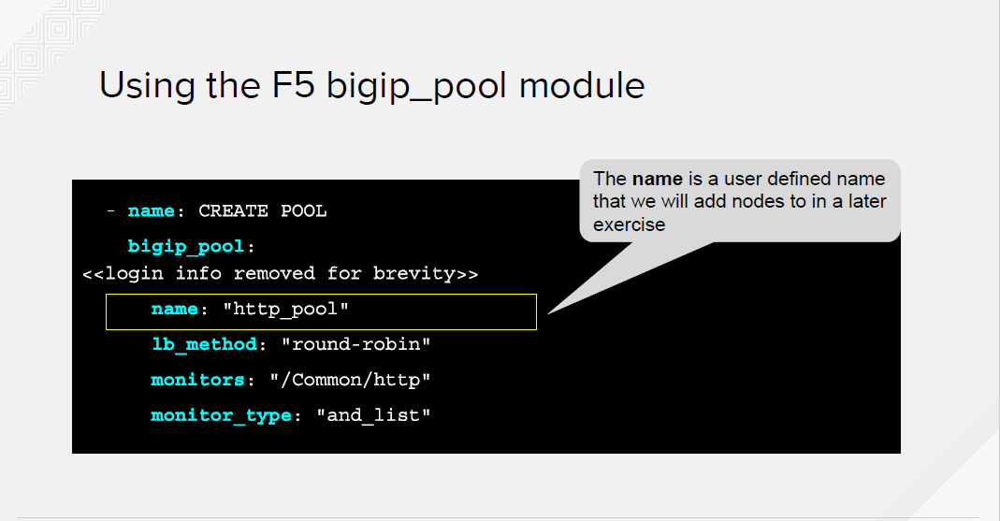 Using the F5 bigip_pool module
The name is a user defined name
that we will add nodes to in a later
exercise
- name: CREATE POOL
bigip_pool:
<<login info removed for brevity>>
name: "http_pool"
lb_method: "round-robin"
monitors: "/Common/http"
monitor_type: "and_list"